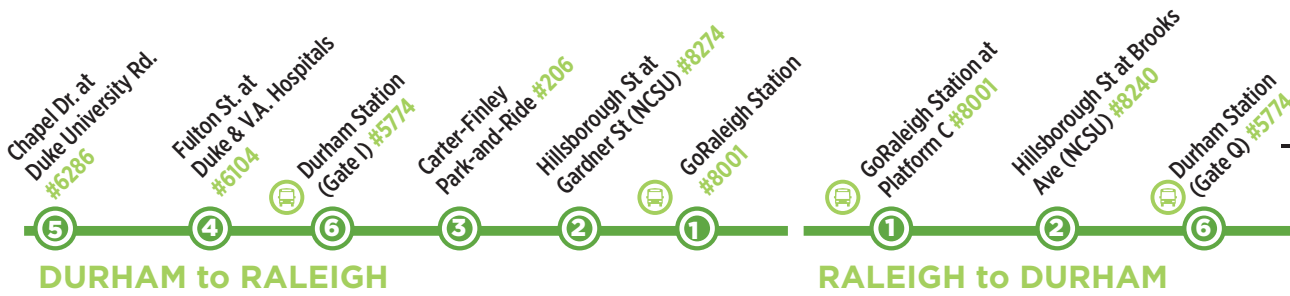 Chapel Dr. at
Duke University Rd.
#6286
Fulton St. at
Duke & V.A. Hospitals
#6104
Durham Station
(Gate I) #5774
Carter-Finley
Park-and-Ride #206
Hillsborough St at
Gardner St (NCSU) #8274
GoRaleigh Station
#8001
GoRaleigh Station at
Platform C #8001
Hillsborough St at Brooks
Ave (NCSU) #8240
Durham Station
(Gate Q) #5774
5
4
6
3
2
1
1
2
6
DURHAM to RALEIGH
RALEIGH to DURHAM